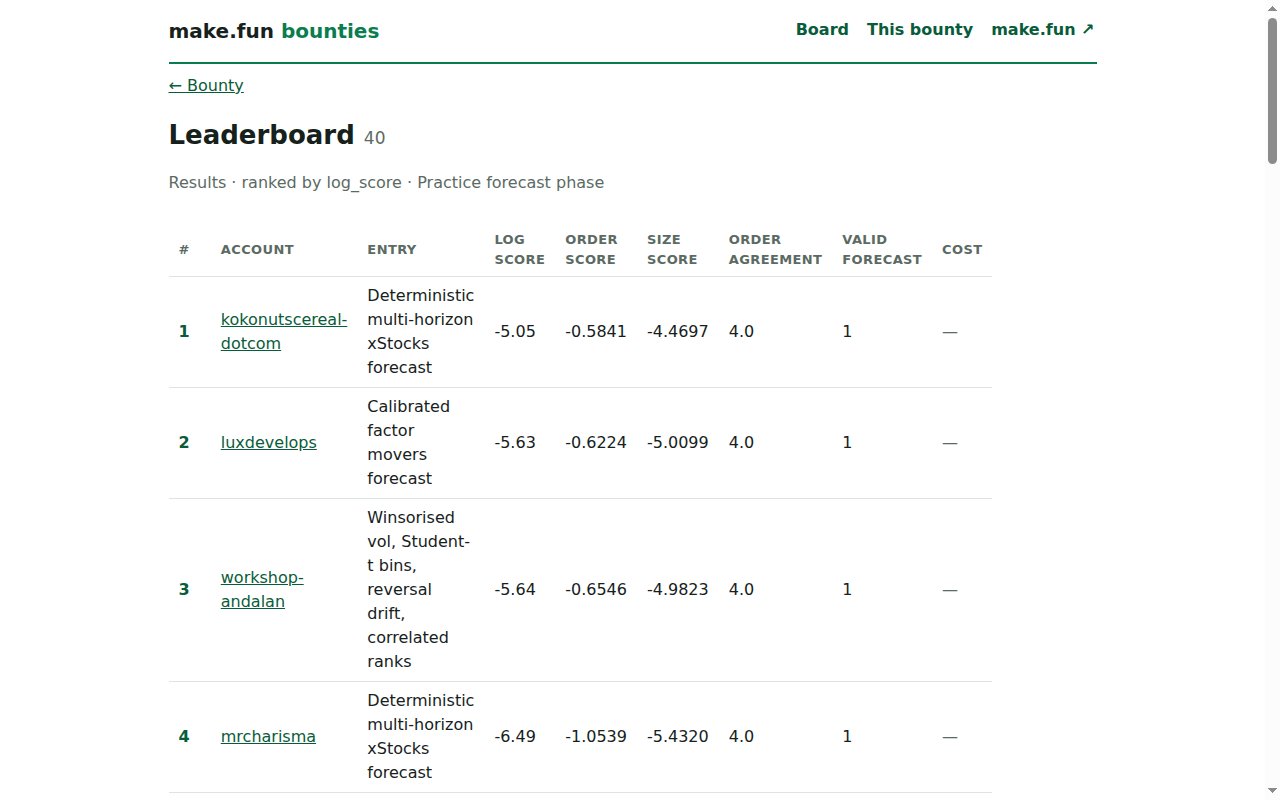 make.fun bounties
Board This bounty make.fun ↗
← Bounty
Leaderboard 40
Results · ranked by log_score · Practice forecast phase
# ACCOUNT ENTRY LOG SCORE ORDER SCORE SIZE SCORE ORDER AGREEMENT VALID FORECAST COST
1 kokonutscereal-dotcom Deterministic multi-horizon xStocks forecast -5.05 -0.5841 -4.4697 4.0 1 —
2 luxdevelops Calibrated factor movers forecast -5.63 -0.6224 -5.0099 4.0 1 —
3 workshop-andalan Winsorised vol, Student-t bins, reversal drift, correlated ranks -5.64 -0.6546 -4.9823 4.0 1 —
4 mrcharisma Deterministic multi-horizon xStocks forecast -6.49 -1.0539 -5.4320 4.0 1 —